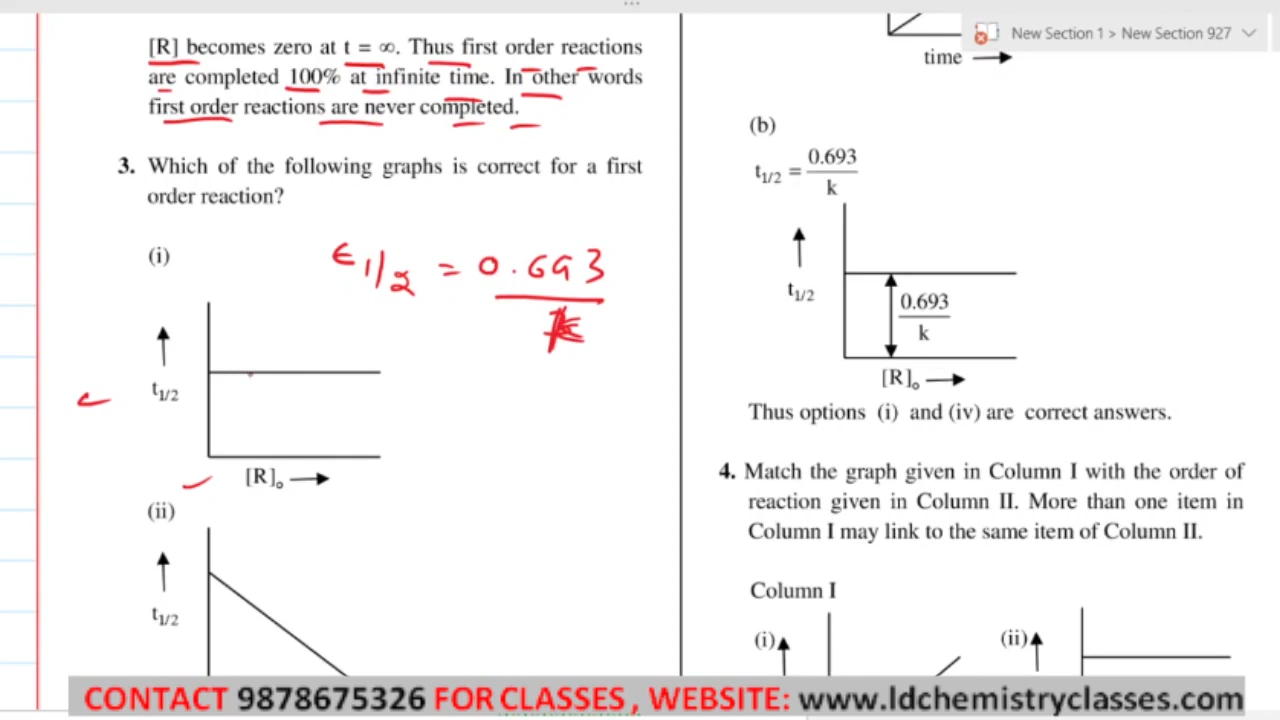 [R] becomes zero at t = ∞. Thus first order reactions
are completed 100% at infinite time. In other words
first order reactions are never completed.
3. Which of the following graphs is correct for a first
order reaction?
(i)
t1/2 = 0.693
k
t1/2
[R]o
(ii)
t1/2
New Section 1 > New Section 927
time
(b)
t1/2 = 0.693
k
t1/2
0.693
k
[R]o
Thus options (i) and (iv) are correct answers.
4. Match the graph given in Column I with the order of
reaction given in Column II. More than one item in
Column I may link to the same item of Column II.
Column I
(i)
(ii)
CONTACT 9878675326 FOR CLASSES , WEBSITE: www.ldchemistryclasses.com